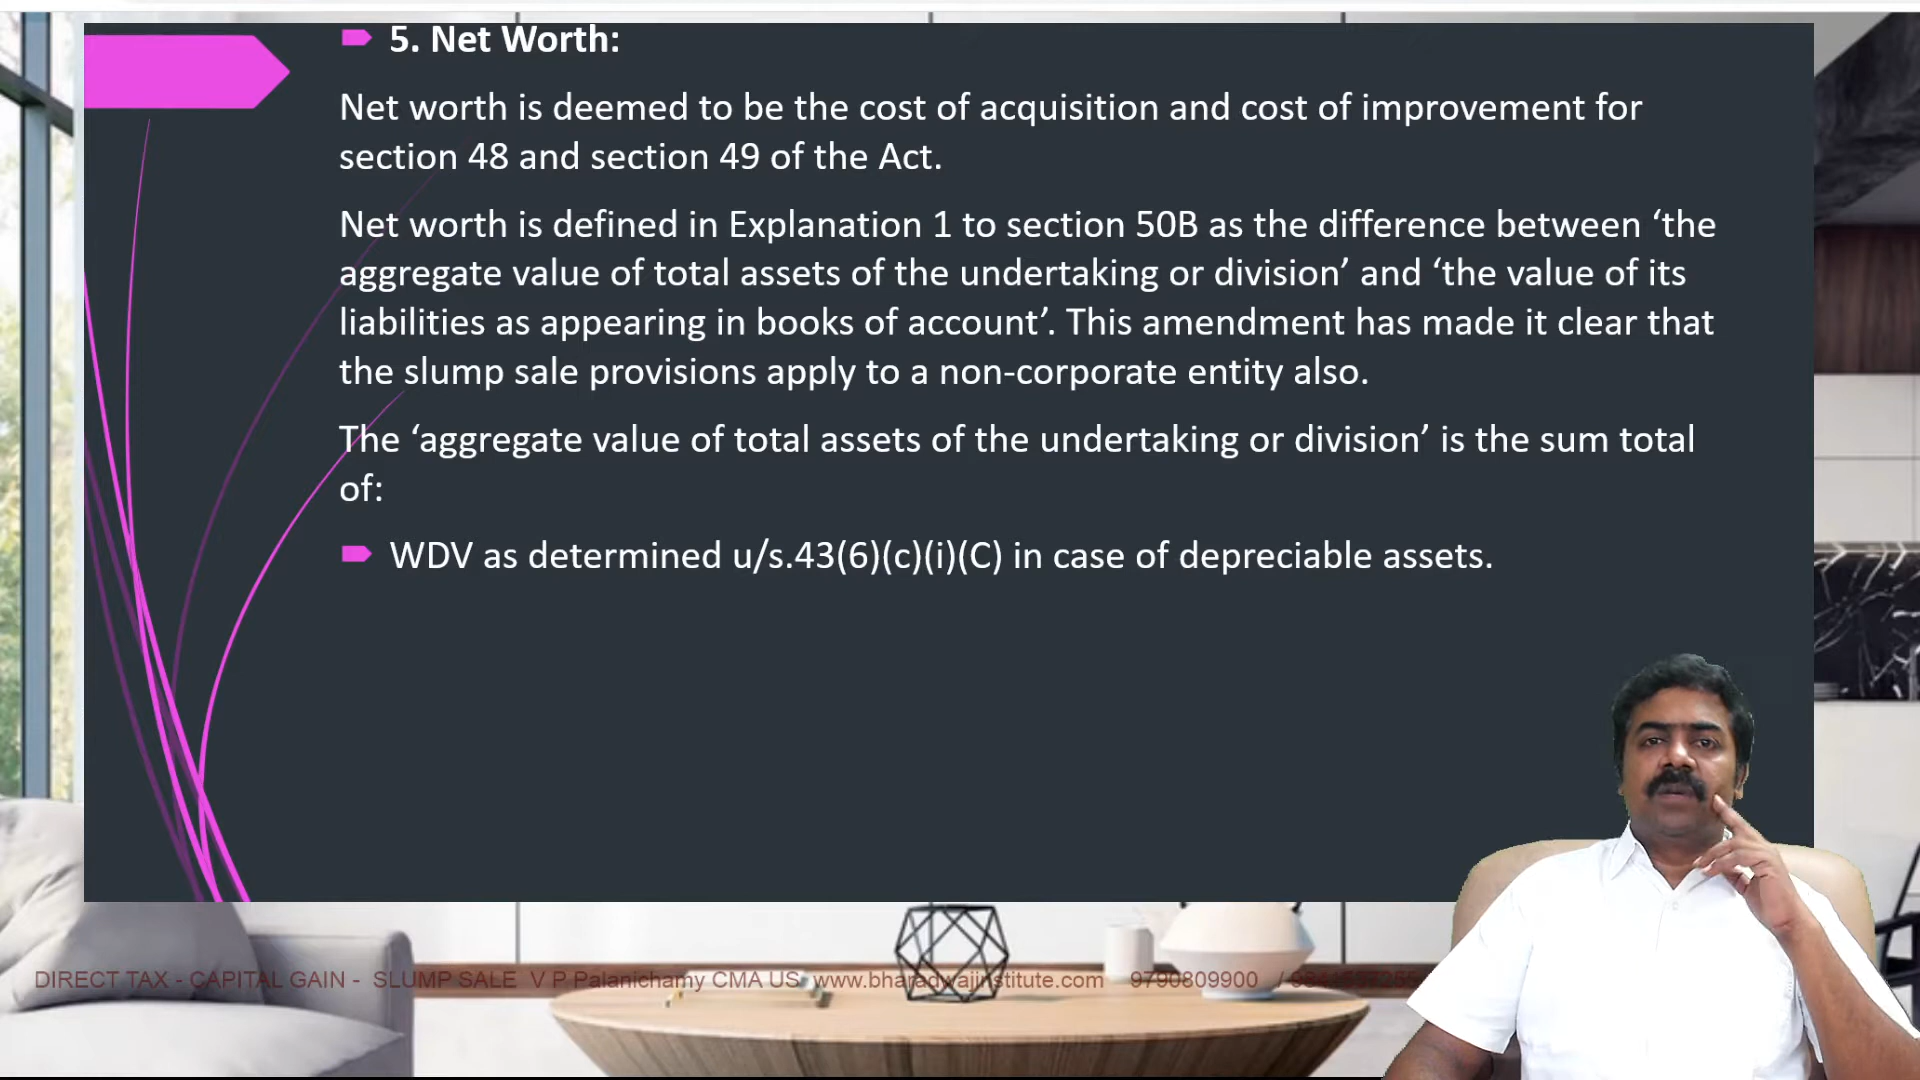 5. Net Worth:
Net worth is deemed to be the cost of acquisition and cost of improvement for
section 48 and section 49 of the Act.
Net worth is defined in Explanation 1 to section 50B as the difference between ‘the
aggregate value of total assets of the undertaking or division’ and ‘the value of its
liabilities as appearing in books of account’. This amendment has made it clear that
the slump sale provisions apply to a non-corporate entity also.
The ‘aggregate value of total assets of the undertaking or division’ is the sum total
of:
WDV as determined u/s.43(6)(c)(i)(C) in case of depreciable assets.
DIRECT TAX - CAPITAL GAIN - SLUMP SALE V P Palanichamy CMA US www.bharadwajinstitute.com 9790809900 /